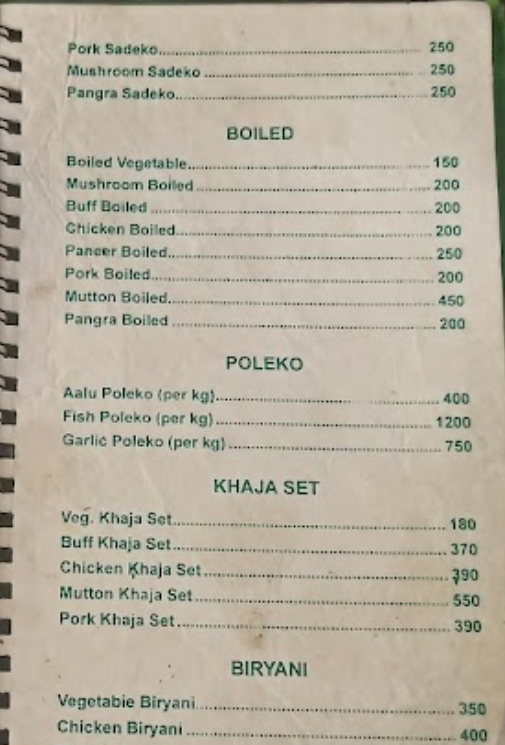 Pork Sadeko 250
Mushroom Sadeko 250
Pangra Sadeko 250
BOILED
Boiled Vegetable 150
Mushroom Boiled 200
Buff Boiled 200
Chicken Boiled 200
Paneer Boiled 250
Pork Boiled 200
Mutton Boiled 450
Pangra Boiled 200
POLEKO
Aalu Poleko (per kg) 400
Fish Poleko (per kg) 1200
Garlic Poleko (per kg) 750
KHAJA SET
Veg. Khaja Set 180
Buff Khaja Set 370
Chicken Khaja Set 390
Mutton Khaja Set 550
Pork Khaja Set 390
BIRYANI
Vegetabie Biryani 350
Chicken Biryani 400